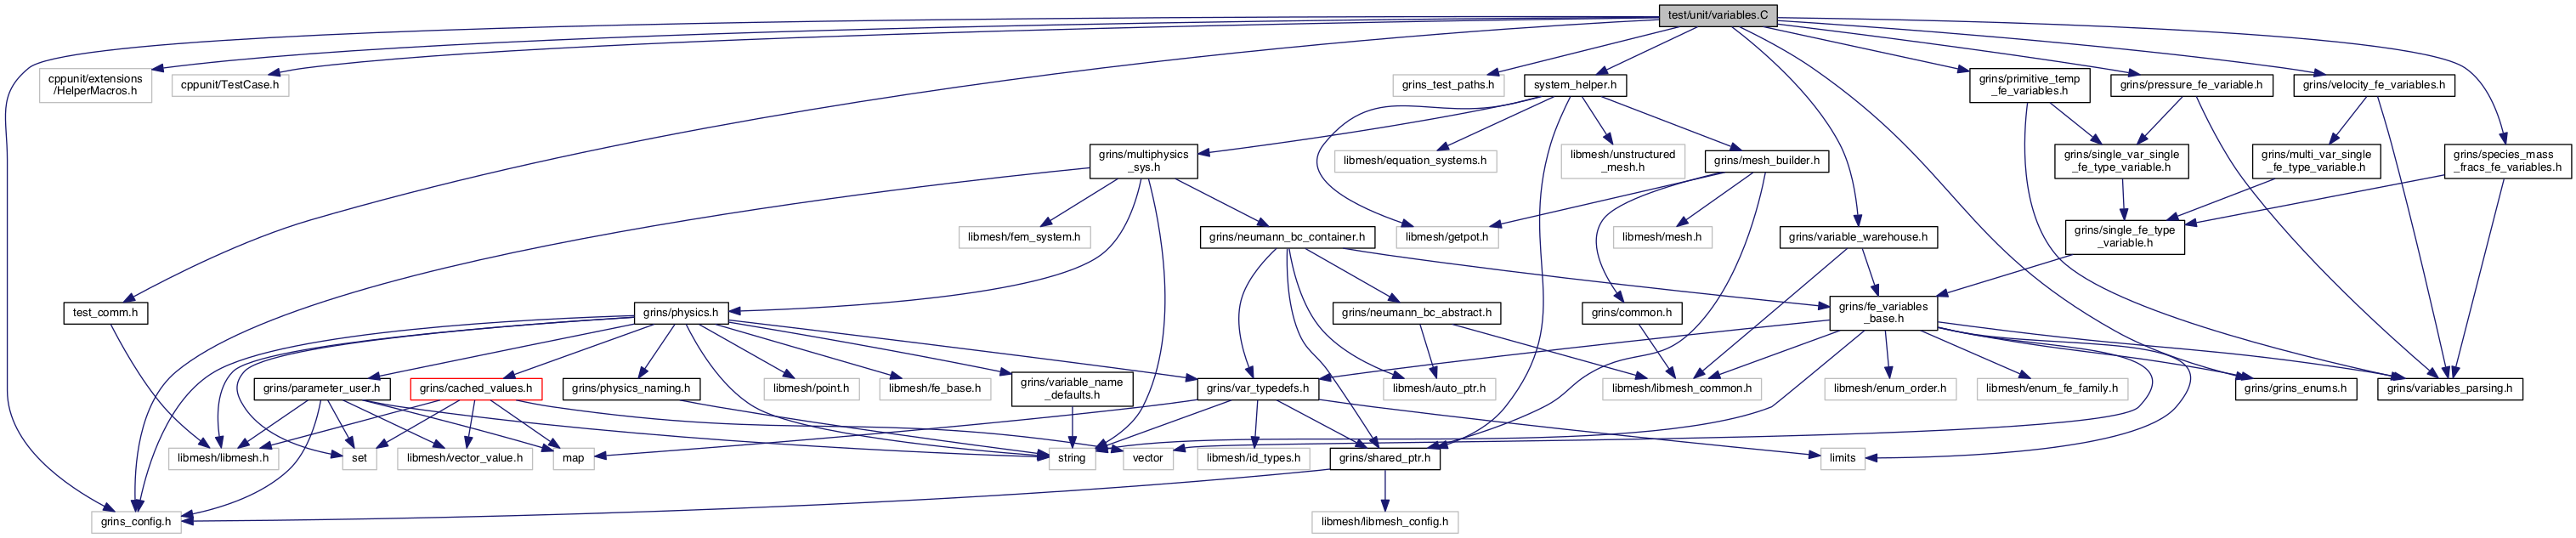 test/unit/variables.C
cppunit/extensions
/HelperMacros.h
cppunit/TestCase.h
grins_test_paths.h
system_helper.h
grins/primitive_temp
_fe_variables.h
grins/pressure_fe_variable.h
grins/velocity_fe_variables.h
grins/multiphysics
_sys.h
libmesh/equation_systems.h
libmesh/unstructured
_mesh.h
grins/mesh_builder.h
grins/single_var_single
_fe_type_variable.h
grins/multi_var_single
_fe_type_variable.h
grins/species_mass
_fracs_fe_variables.h
libmesh/fem_system.h
grins/neumann_bc_container.h
libmesh/getpot.h
libmesh/mesh.h
grins/variable_warehouse.h
grins/single_fe_type
_variable.h
test_comm.h
grins/physics.h
grins/neumann_bc_abstract.h
grins/common.h
grins/fe_variables
_base.h
grins/parameter_user.h
grins/cached_values.h
grins/physics_naming.h
libmesh/point.h
libmesh/fe_base.h
grins/variable_name
_defaults.h
grins/var_typedefs.h
libmesh/auto_ptr.h
libmesh/libmesh_common.h
libmesh/enum_order.h
libmesh/enum_fe_family.h
grins/grins_enums.h
grins/variables_parsing.h
libmesh/libmesh.h
set
libmesh/vector_value.h
map
string
vector
libmesh/id_types.h
grins/shared_ptr.h
limits
grins_config.h
libmesh/libmesh_config.h